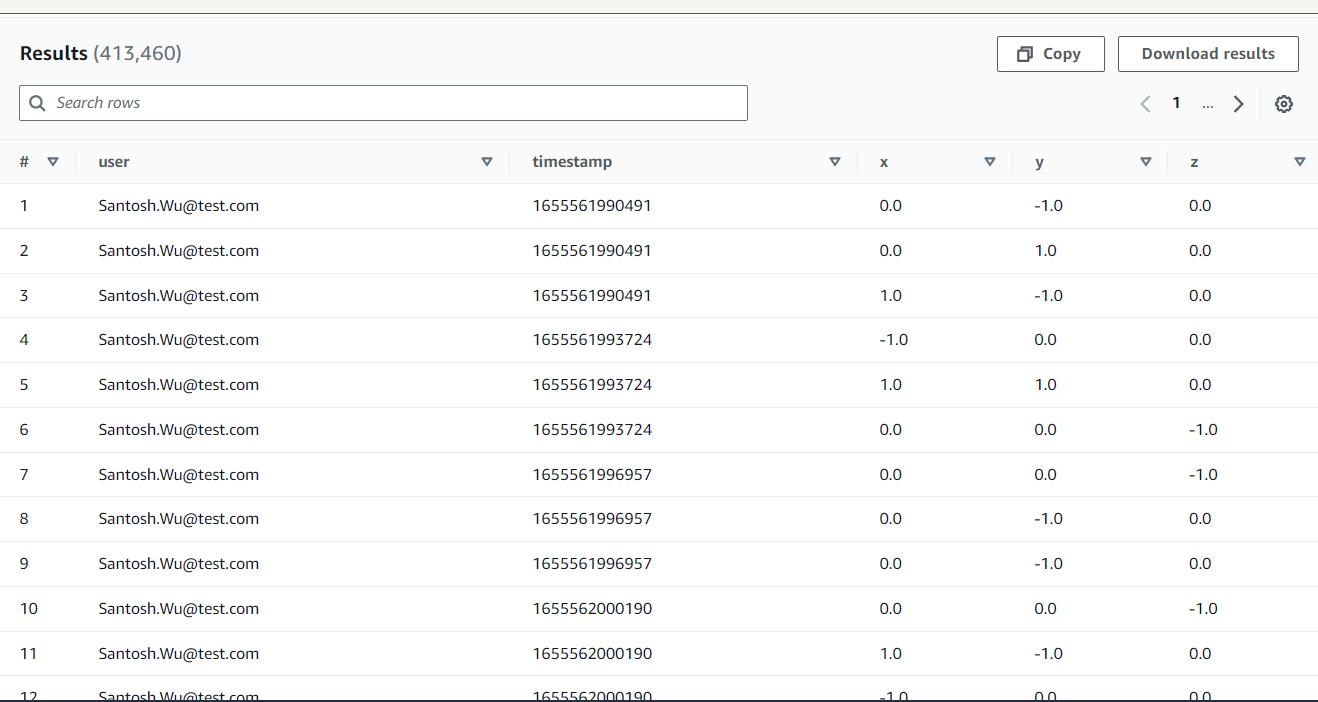 Results (413,460)
Copy
Download results
Search rows
1 ...
# user timestamp x y z
1 Santosh.Wu@test.com 1655561990491 0.0 -1.0 0.0
2 Santosh.Wu@test.com 1655561990491 0.0 1.0 0.0
3 Santosh.Wu@test.com 1655561990491 1.0 -1.0 0.0
4 Santosh.Wu@test.com 1655561993724 -1.0 0.0 0.0
5 Santosh.Wu@test.com 1655561993724 1.0 1.0 0.0
6 Santosh.Wu@test.com 1655561993724 0.0 0.0 -1.0
7 Santosh.Wu@test.com 1655561996957 0.0 0.0 -1.0
8 Santosh.Wu@test.com 1655561996957 0.0 -1.0 0.0
9 Santosh.Wu@test.com 1655561996957 0.0 -1.0 0.0
10 Santosh.Wu@test.com 1655562000190 0.0 0.0 -1.0
11 Santosh.Wu@test.com 1655562000190 1.0 -1.0 0.0
12 Santosh.Wu@test.com 1655562000190 -1.0 0.0 0.0